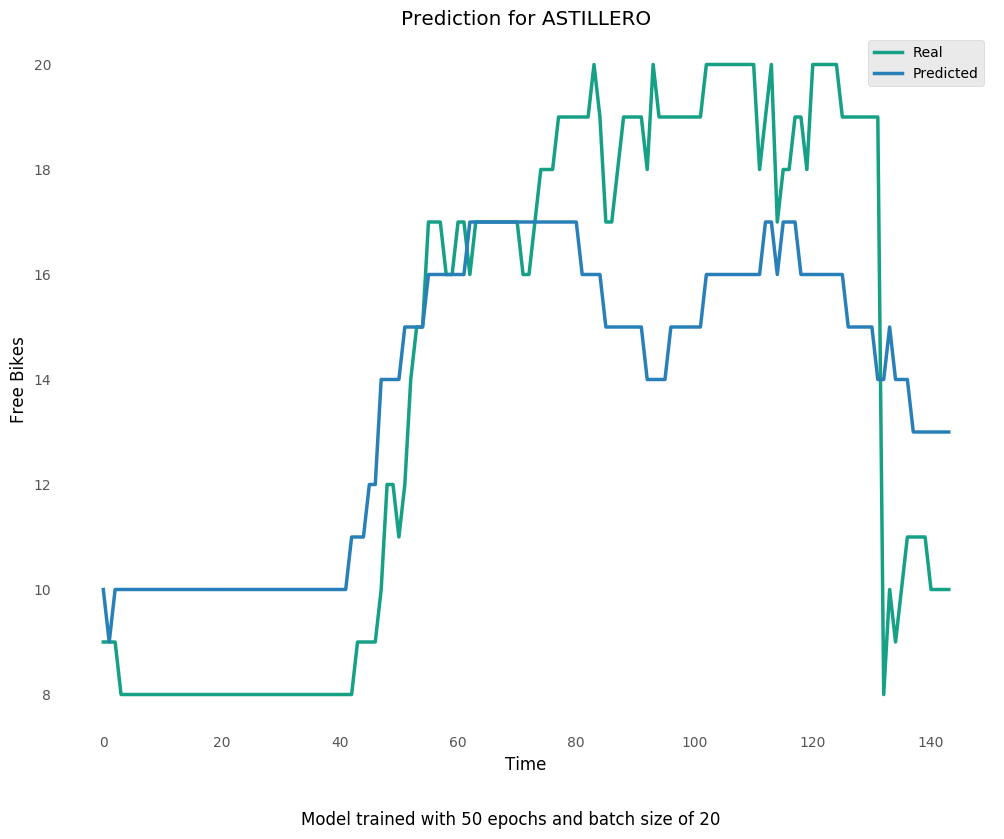 Prediction for ASTILLERO
Real
Predicted
Free Bikes
20
18
16
14
12
10
8
0 20 40 60 80 100 120 140
Time
Model trained with 50 epochs and batch size of 20